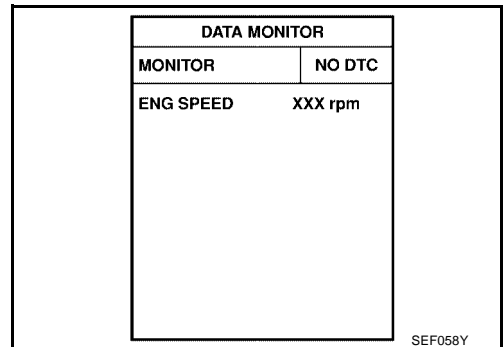 DATA MONITOR
MONITOR NO DTC
ENG SPEED XXX rpm
SEF058Y